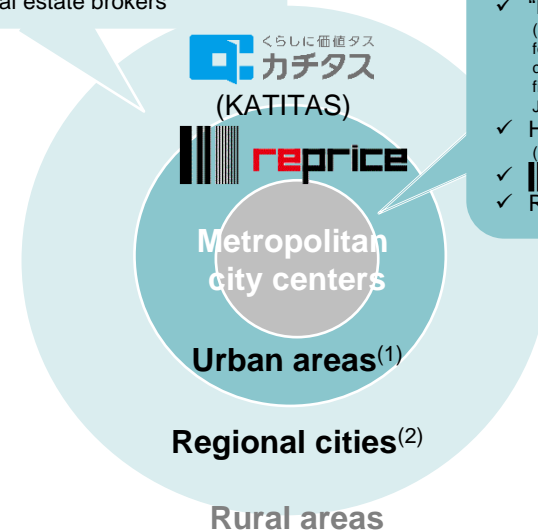 al estate brokers
くらしに価値タス
カチタス
(KATITAS)
reprice
Metropolitan
city centers
Urban areas(1)
Regional cities(2)
Rural areas